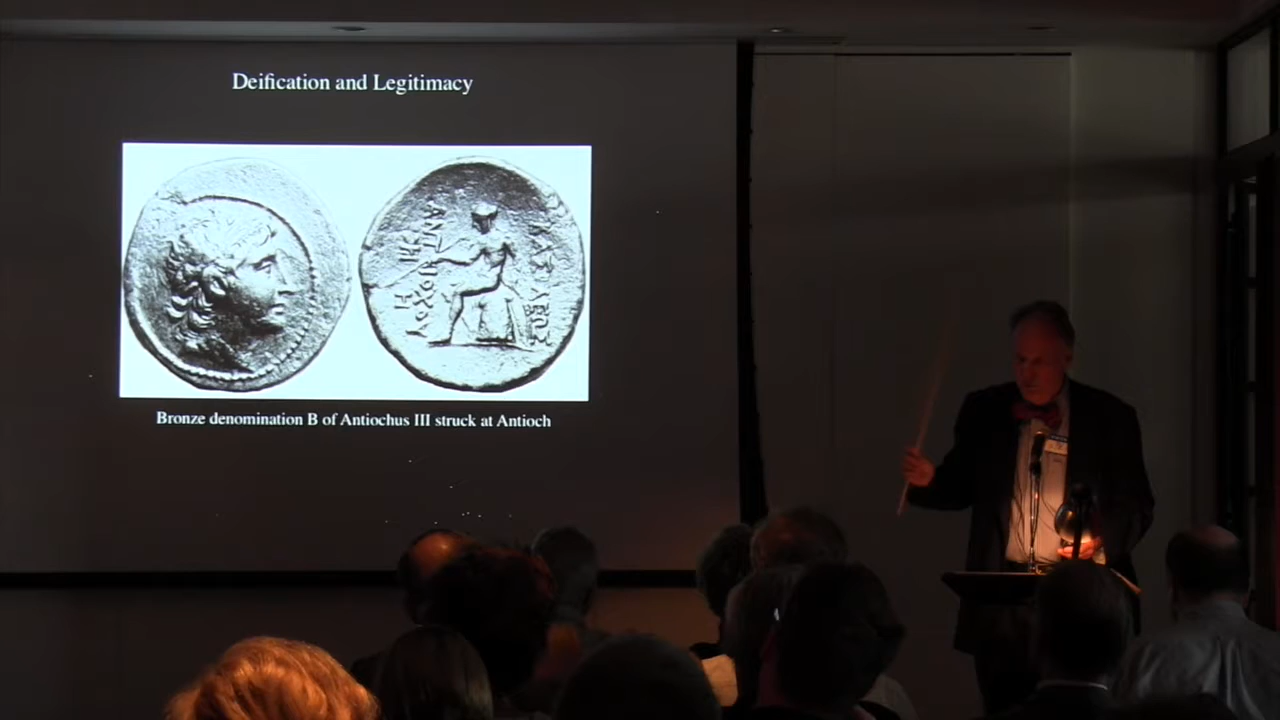 Deification and Legitimacy
ΒΑΣΙΛΕΩΣ
ΑΝΤΙΟΧΟΥ
Bronze denomination B of Antiochus III struck at Antioch